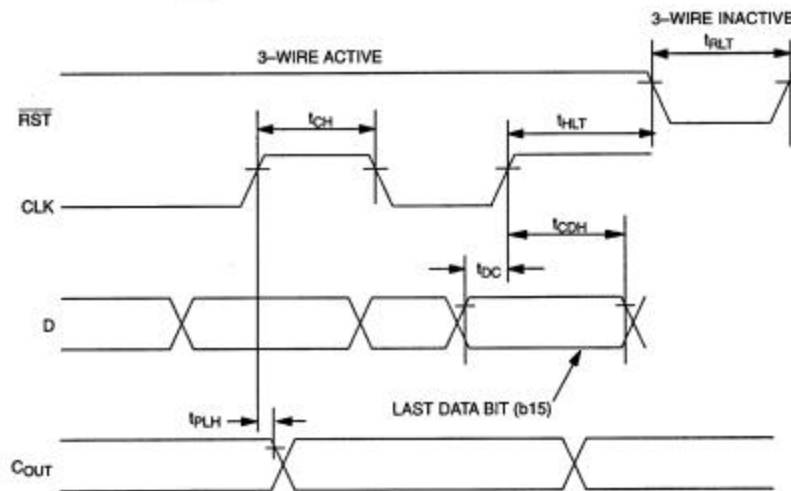 3–WIRE INACTIVE
tRLT
3–WIRE ACTIVE
RST
tCH
tHLT
CLK
tCDH
tDC
D
LAST DATA BIT (b15)
tPLH
COUT